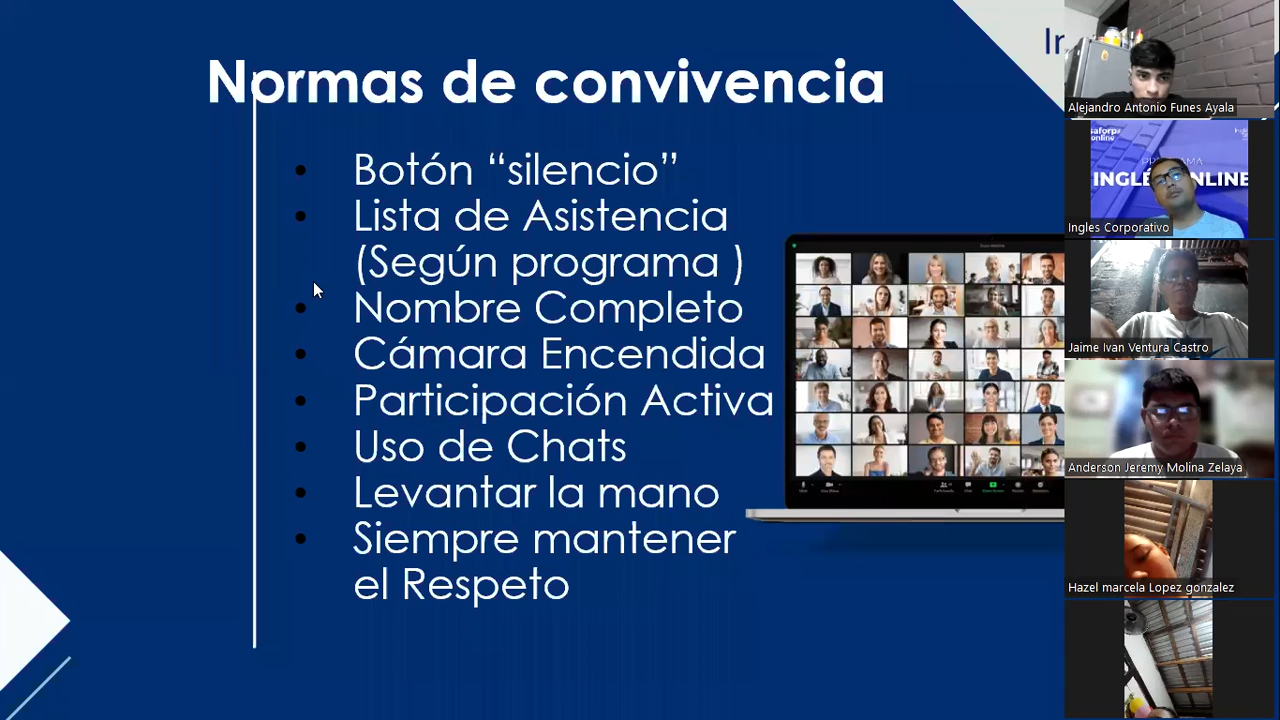 Normas de convivencia
Botón “silencio”
Lista de Asistencia
(Según programa )
Nombre Completo
Cámara Encendida
Participación Activa
Uso de Chats
Levantar la mano
Siempre mantener
el Respeto
Alejandro Antonio Funes Ayala
online
Ingles Corporativo
Jaime Ivan Ventura Castro
Anderson Jeremy Molina Zelaya
Hazel marcela Lopez gonzalez